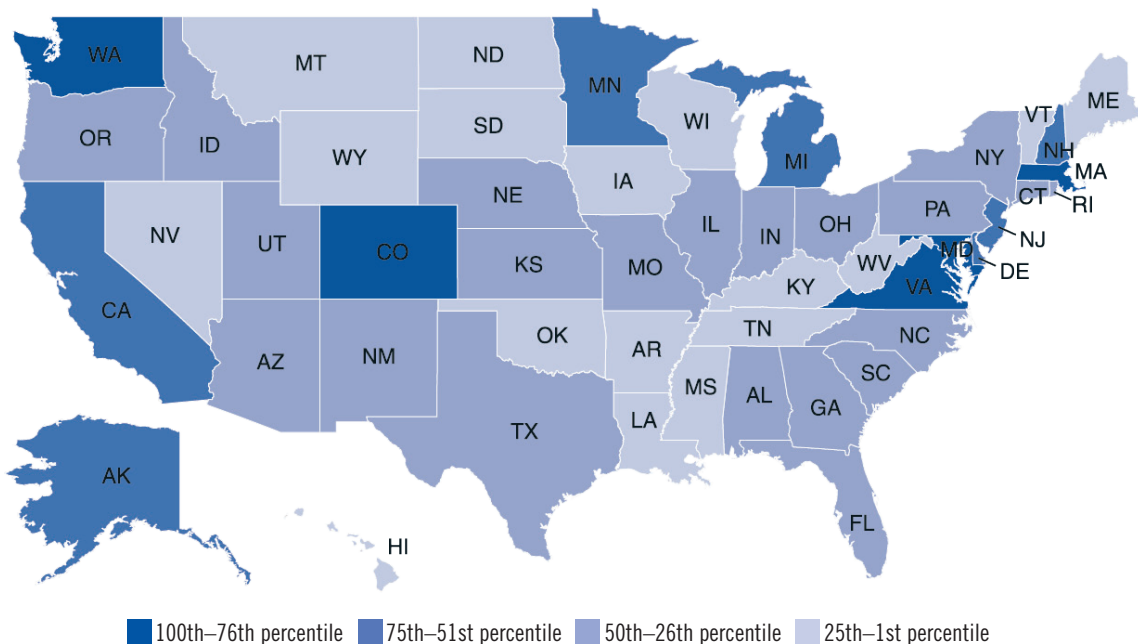 WA
MT
ND
MN
VT
ME
OR
ID
SD
WI
NH
WY
MI
NY
MA
IA
CT
RI
NE
PA
NV
IL
IN
OH
NJ
UT
CO
MD
WV
DE
KS
MO
VA
CA
KY
OK
TN
NC
AZ
NM
AR
SC
MS
AL
GA
TX
LA
AK
FL
HI
100th–76th percentile 75th–51st percentile 50th–26th percentile 25th–1st percentile